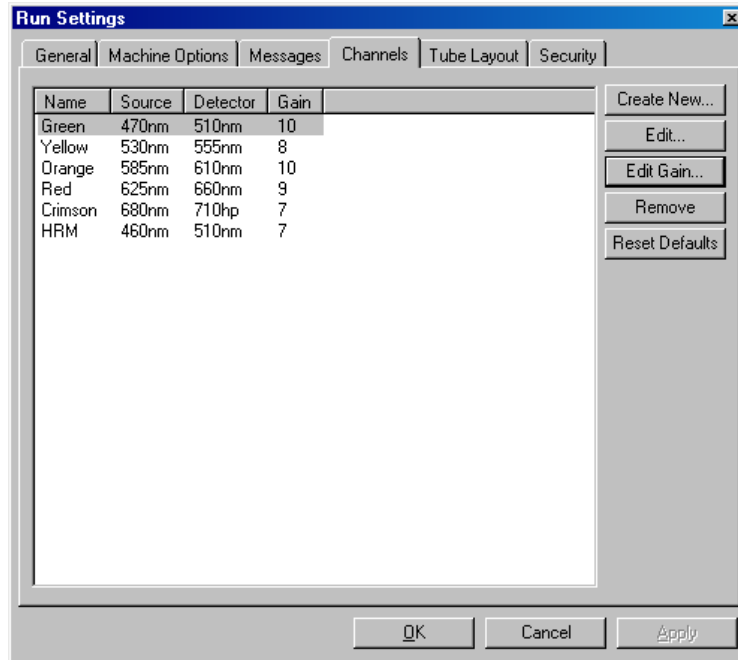 Run Settings
General Machine Options Messages Channels Tube Layout Security
Name Source Detector Gain
Green 470nm 510nm 10
Yellow 530nm 555nm 8
Orange 585nm 610nm 10
Red 625nm 660nm 9
Crimson 680nm 710hp 7
HRM 460nm 510nm 7
Create New...
Edit...
Edit Gain...
Remove
Reset Defaults
OK Cancel Apply